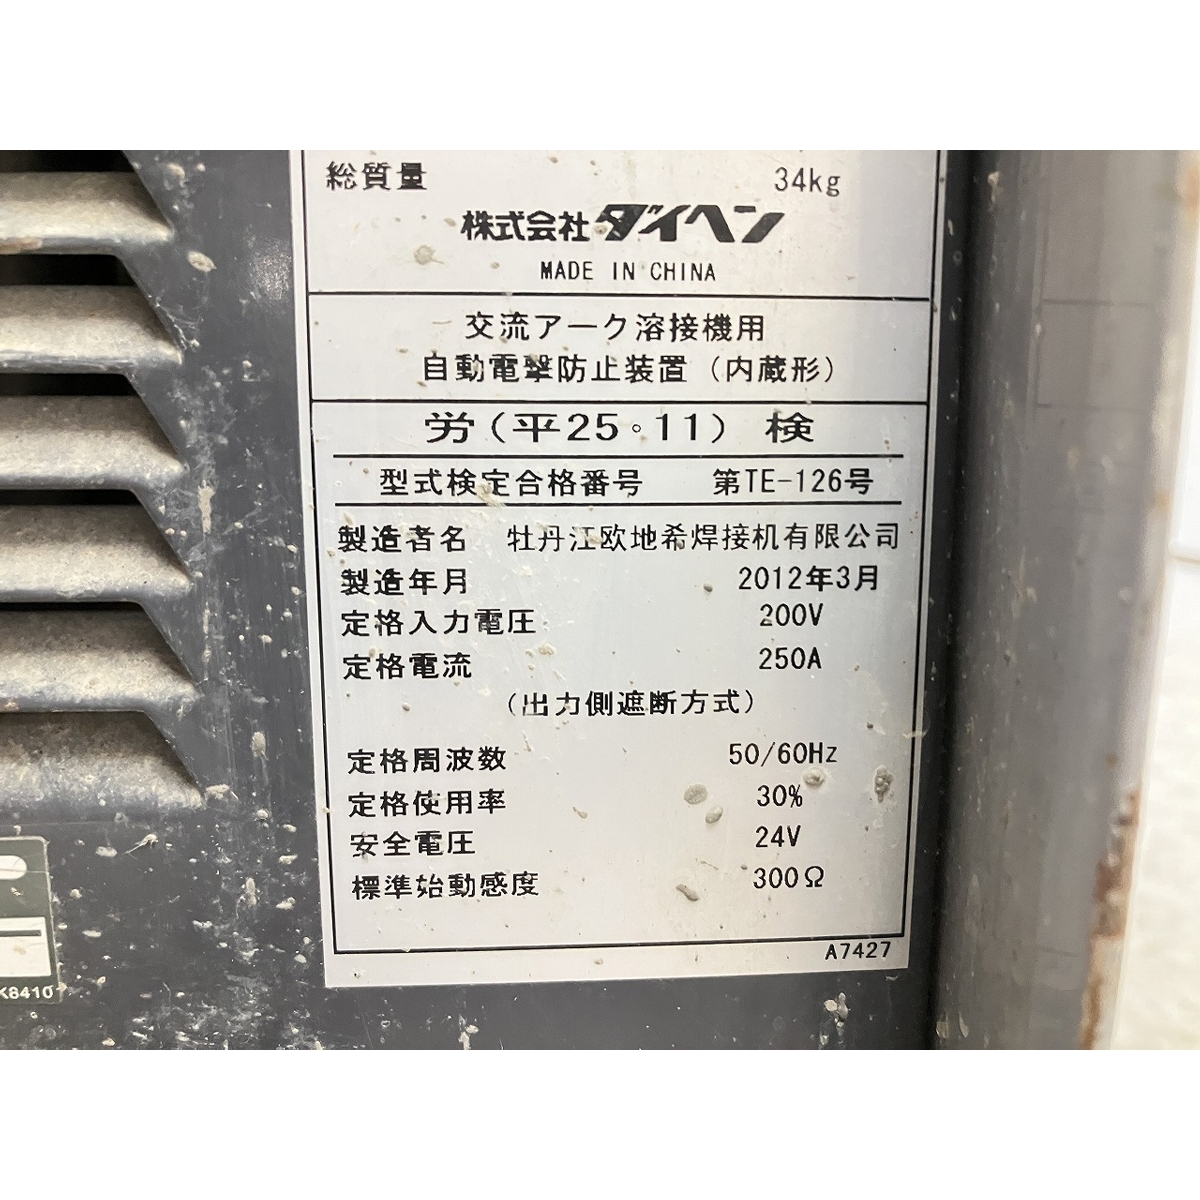 総質量 34kg
株式会社ダイヘン
MADE IN CHINA
交流アーク溶接機用
自動電撃防止装置（内蔵形）
労（平25。11）検
型式検定合格番号 第TE-126号
製造者名 牡丹江欧地希焊接机有限公司
製造年月 2012年3月
定格入力電圧 200V
定格電流 250A
（出力側遮断方式）
定格周波数 50/60Hz
定格使用率 30%
安全電圧 24V
標準始動感度 300Ω
A7427
K8410